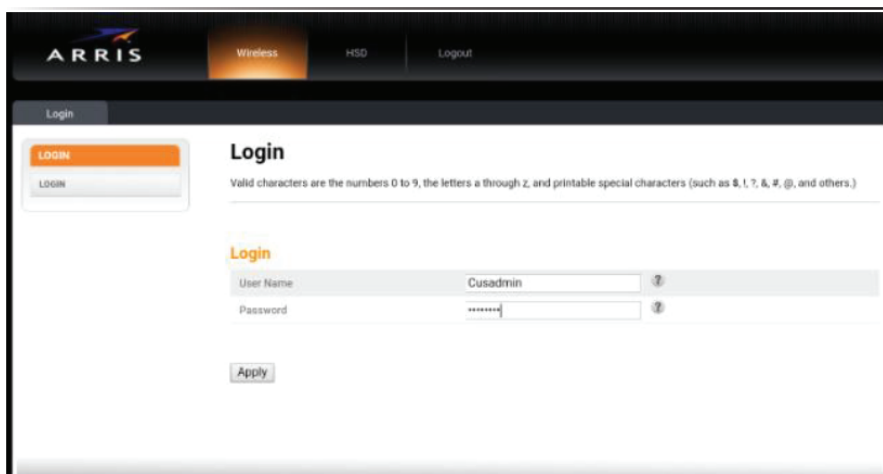 ARRIS
Wireless HSD Logout
Login
LOGIN
LOGIN
Login
Valid characters are the numbers 0 to 9, the letters a through z, and printable special characters (such as $, !, ?, &, #, @, and others.)
Login
User Name Cusadmin ?
Password •••••••• ?
Apply